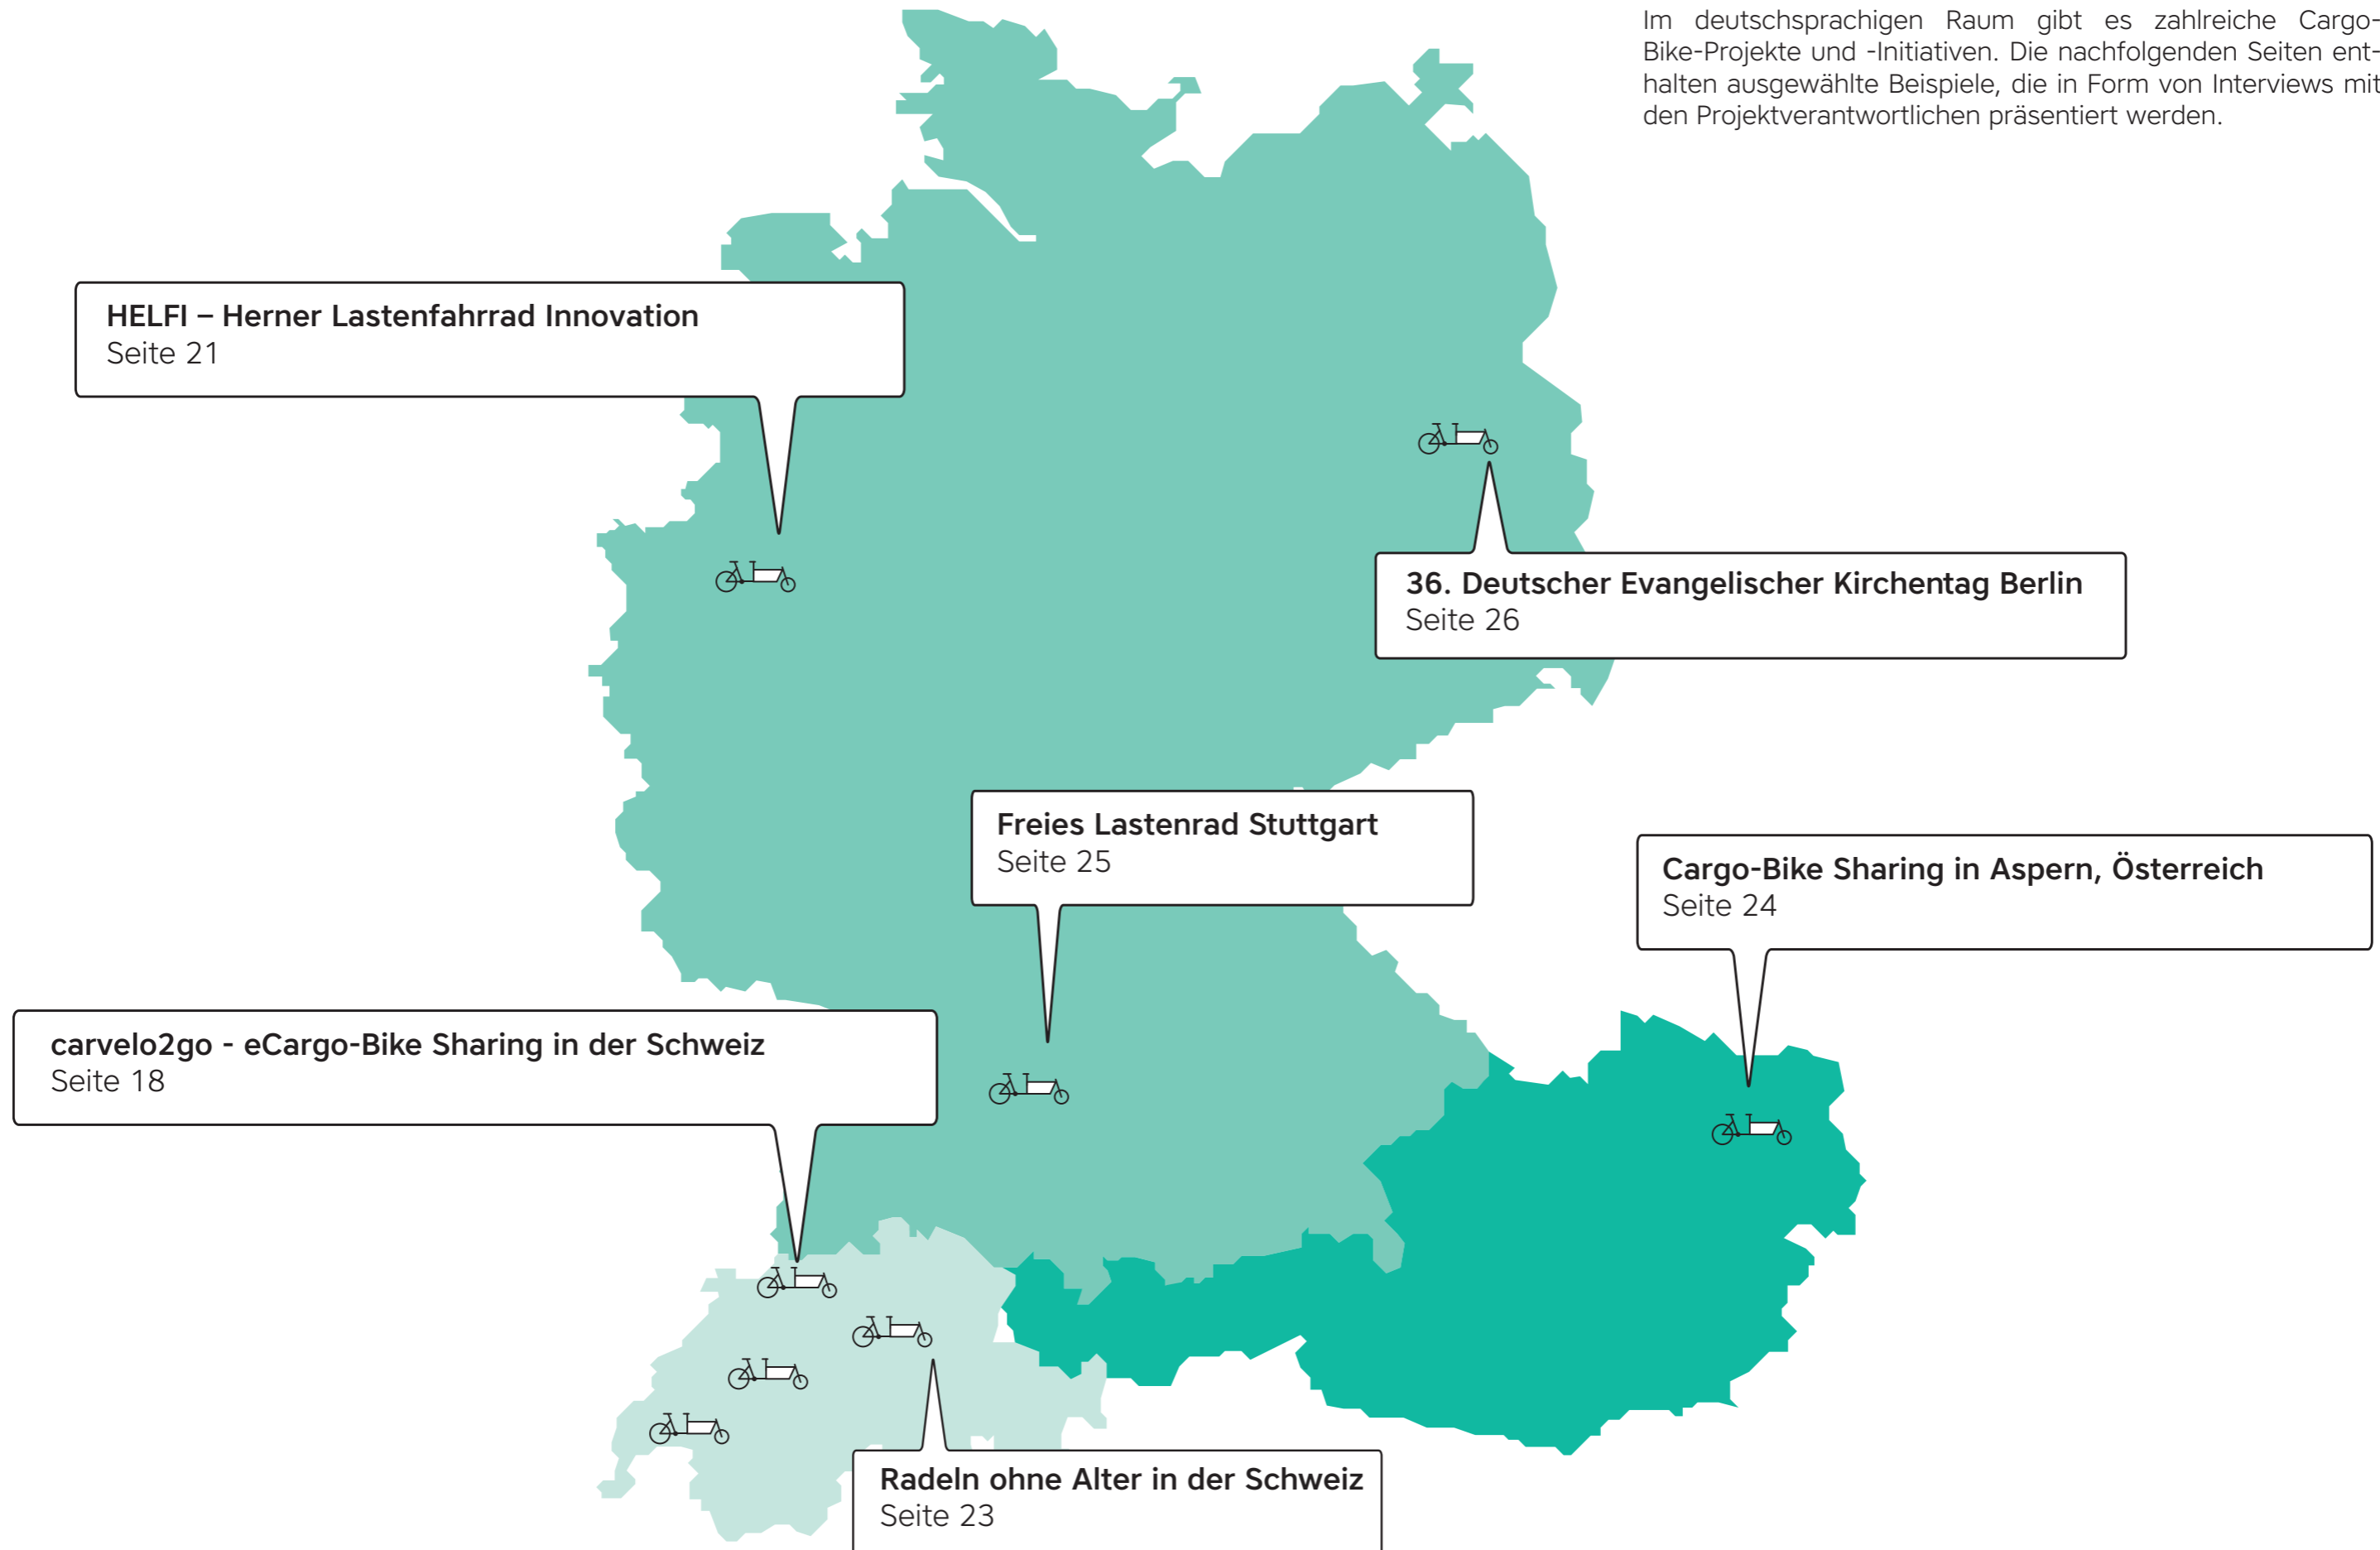 Im deutschsprachigen Raum gibt es zahlreiche Cargo-
Bike-Projekte und -Initiativen. Die nachfolgenden Seiten ent-
halten ausgewählte Beispiele, die in Form von Interviews mit
den Projektverantwortlichen präsentiert werden.
HELFI – Herner Lastenfahrrad Innovation
Seite 21
36. Deutscher Evangelischer Kirchentag Berlin
Seite 26
Freies Lastenrad Stuttgart
Seite 25
Cargo-Bike Sharing in Aspern, Österreich
Seite 24
carvelo2go - eCargo-Bike Sharing in der Schweiz
Seite 18
Radeln ohne Alter in der Schweiz
Seite 23